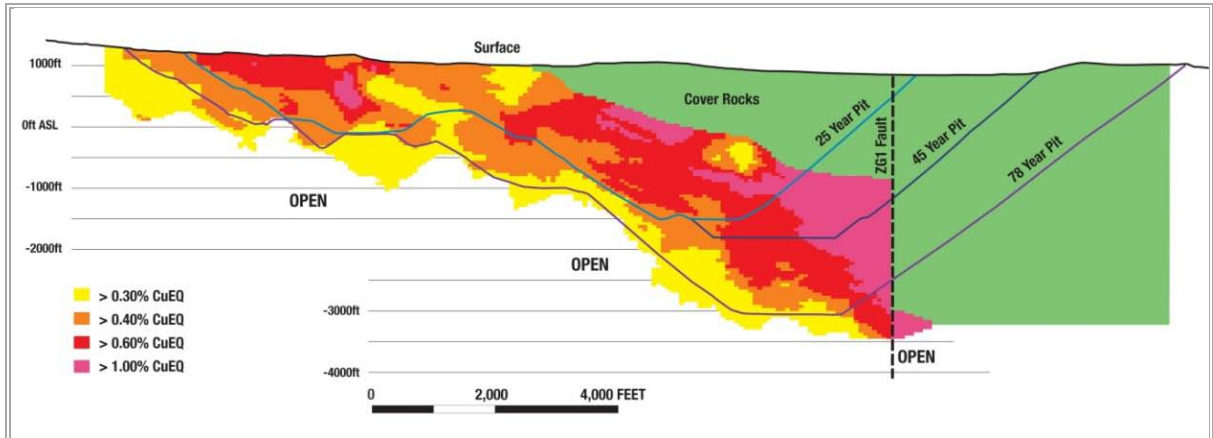 Surface
1000ft
Cover Rocks
25 Year Pit
ZG1 Fault
45 Year Pit
78 Year Pit
0ft ASL
-1000ft
OPEN
-2000ft
OPEN
> 0.30% CuEQ
> 0.40% CuEQ
> 0.60% CuEQ
> 1.00% CuEQ
-3000ft
OPEN
-4000ft
0 2,000 4,000 FEET